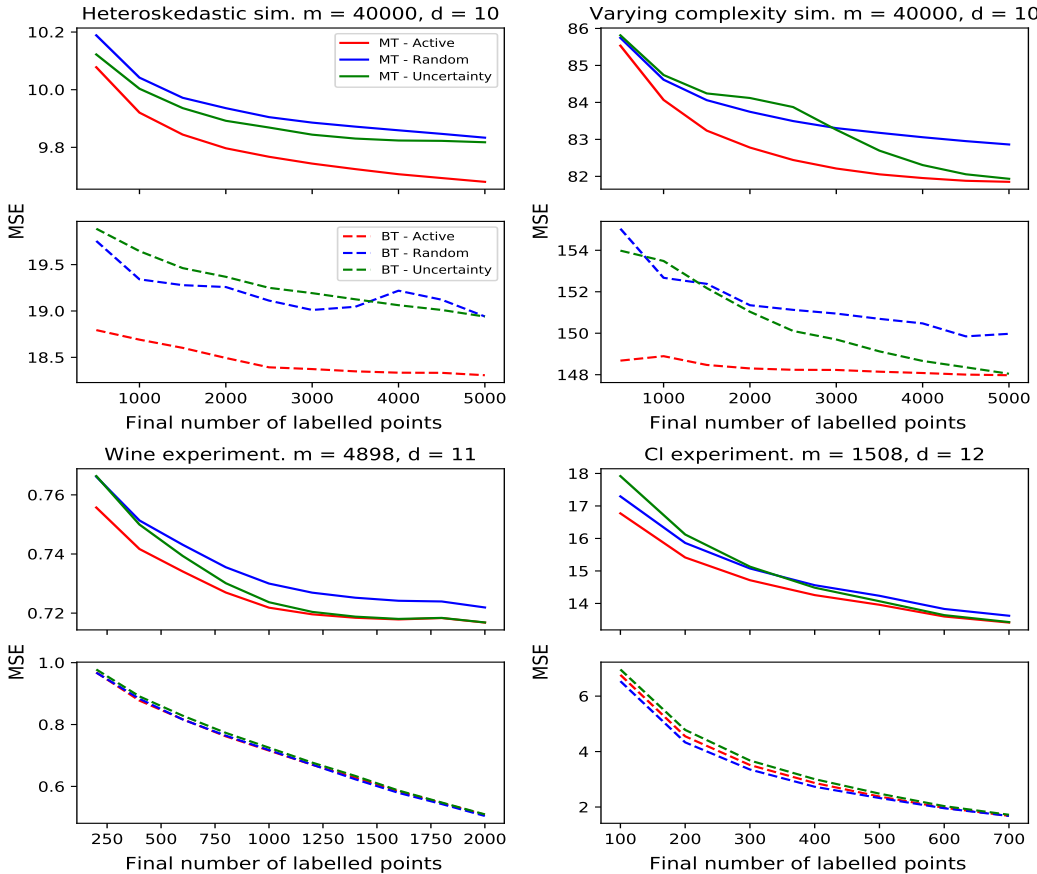 Heteroskedastic sim. m = 40000, d = 10
10.2
10.0
9.8
MT - Active
MT - Random
MT - Uncertainty
MSE
19.5
19.0
18.5
BT - Active
BT - Random
BT - Uncertainty
1000 2000 3000 4000 5000
Final number of labelled points
Varying complexity sim. m = 40000, d = 10
86
85
84
83
82
MSE
154
152
150
148
1000 2000 3000 4000 5000
Final number of labelled points
Wine experiment. m = 4898, d = 11
0.76
0.74
0.72
MSE
1.0
0.8
0.6
250 500 750 1000 1250 1500 1750 2000
Final number of labelled points
CI experiment. m = 1508, d = 12
18
17
16
15
14
MSE
6
4
2
100 200 300 400 500 600 700
Final number of labelled points